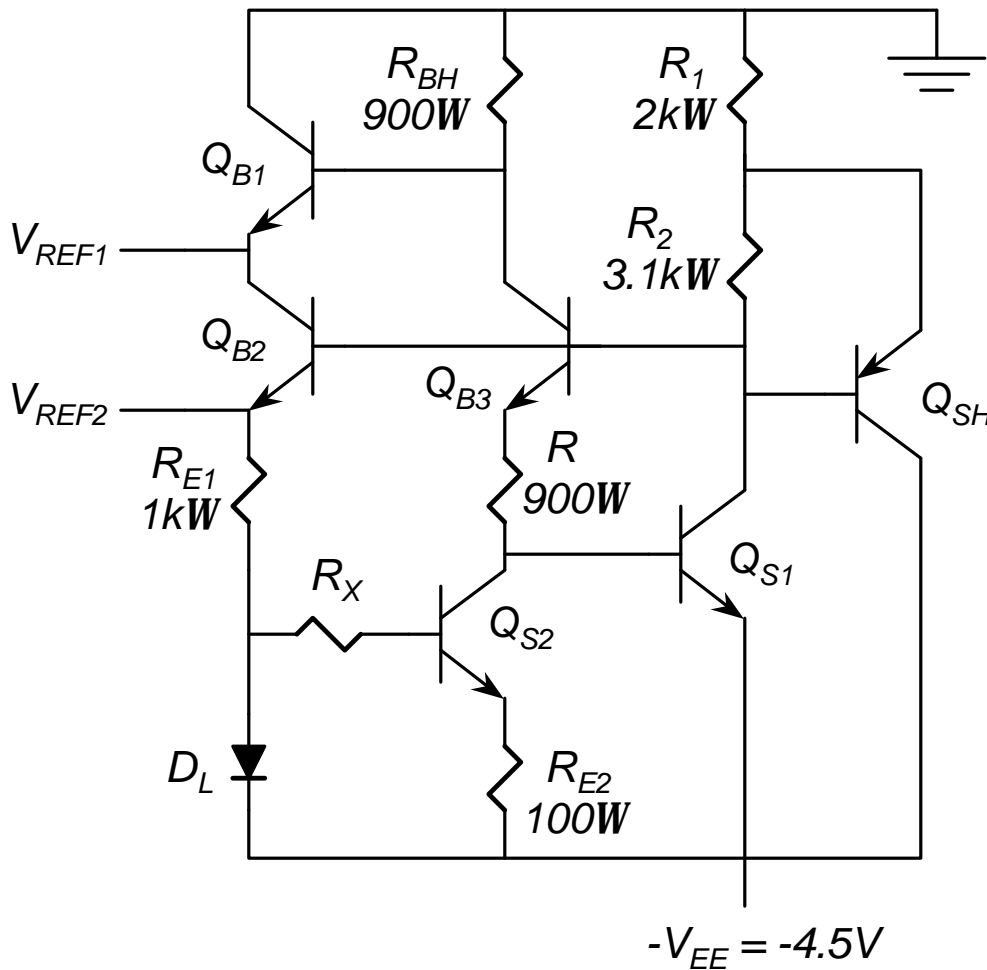 R_BH
900W
R_1
2kW
Q_B1
V_REF1
R_2
3.1kW
Q_B2
Q_B3
V_REF2
Q_SH
R_E1
1kW
R
900W
R_X
Q_S1
Q_S2
D_L
R_E2
100W
-V_EE = -4.5V